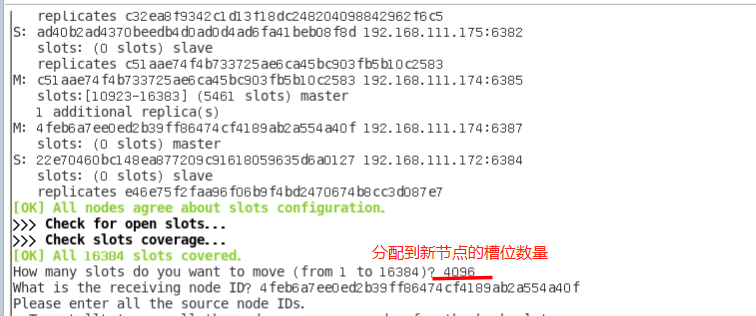 replicates c32ea8f9342c1d13f18dc248204098842962f6c5
S: ad40b2ad4370beedb4d0ad0d4ad6fa41beb08f8d 192.168.111.175:6382
slots: (0 slots) slave
replicates c51aae74f4b733725ae6ca45bc903fb5b10c2583
M: c51aae74f4b733725ae6ca45bc903fb5b10c2583 192.168.111.174:6385
slots:[10923-16383] (5461 slots) master
1 additional replica(s)
M: 4feb6a7ee0ed2b39ff86474cf4189ab2a554a40f 192.168.111.174:6387
slots: (0 slots) master
S: 22e70460bc148ea877209c91618059635d6a0127 192.168.111.172:6384
slots: (0 slots) slave
replicates e46e75f2faa96f06b9f4bd2470674b8cc3d087e7
[OK] All nodes agree about slots configuration.
>>> Check for open slots...
>>> Check slots coverage...
[OK] All 16384 slots covered.
分配到新节点的槽位数量
How many slots do you want to move (from 1 to 16384)? 4096
What is the receiving node ID? 4feb6a7ee0ed2b39ff86474cf4189ab2a554a40f
Please enter all the source node IDs.